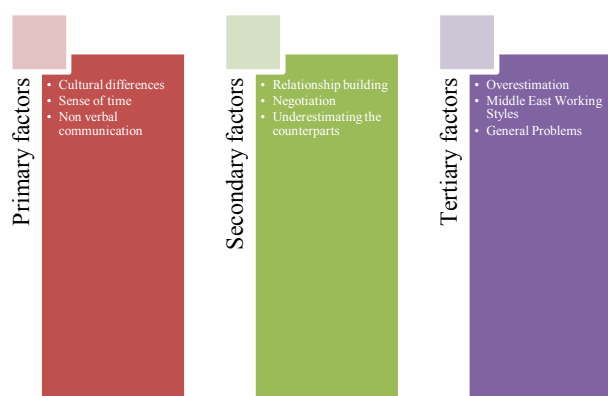 Primary factors
• Cultural differences
• Sense of time
• Non verbal
communication
Secondary factors
• Relationship building
• Negotiation
• Underestimating the
counterparts
Tertiary factors
• Overestimation
• Middle East Working
Styles
• General Problems